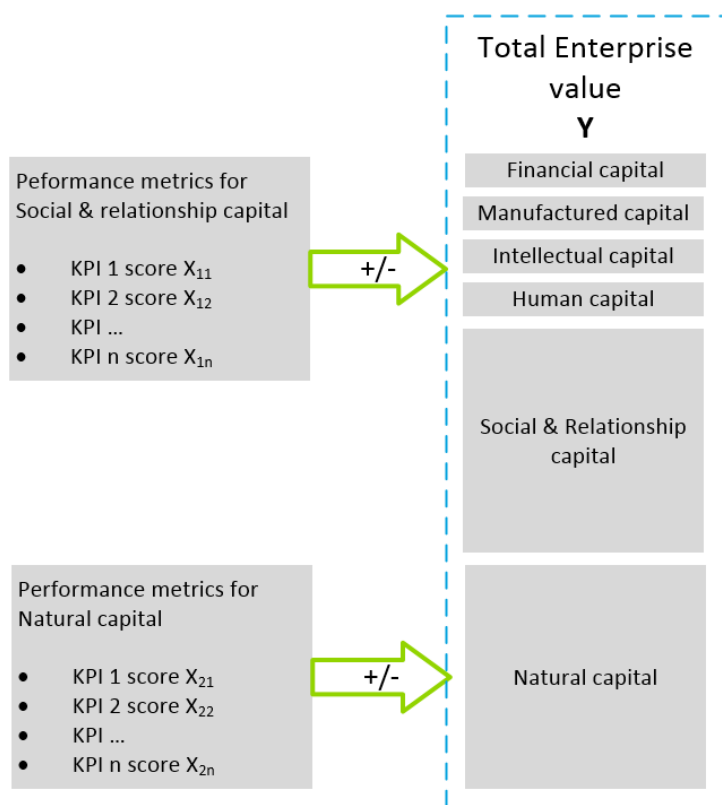 Total Enterprise
value
Y
Financial capital
Manufactured capital
Intellectual capital
Human capital
Social & Relationship
capital
Natural capital
Peformance metrics for
Social & relationship capital
• KPI 1 score X₁₁
• KPI 2 score X₁₂
• KPI ...
• KPI n score X₁ₙ
+/-
Performance metrics for
Natural capital
• KPI 1 score X₂₁
• KPI 2 score X₂₂
• KPI ...
• KPI n score X₂ₙ
+/-